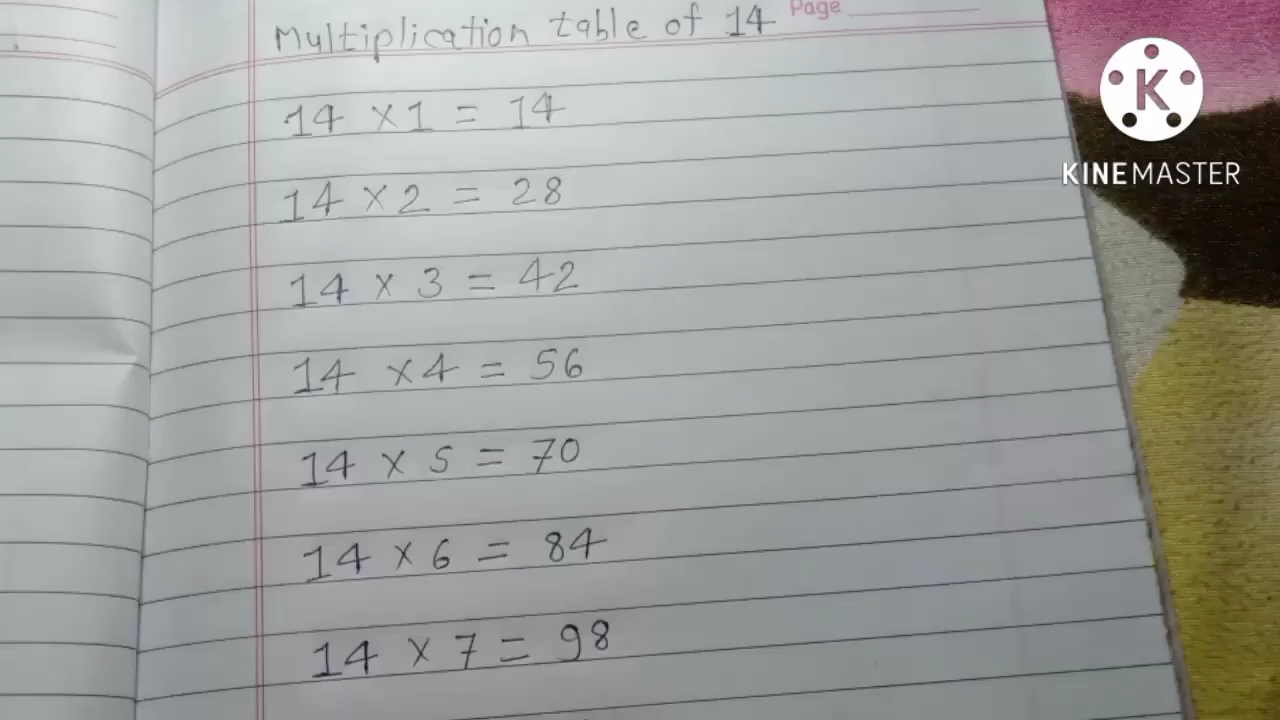 Multiplication table of 14 Page
14 × 1 = 14
14 × 2 = 28
14 × 3 = 42
14 × 4 = 56
14 × 5 = 70
14 × 6 = 84
14 × 7 = 98
K
KINEMASTER